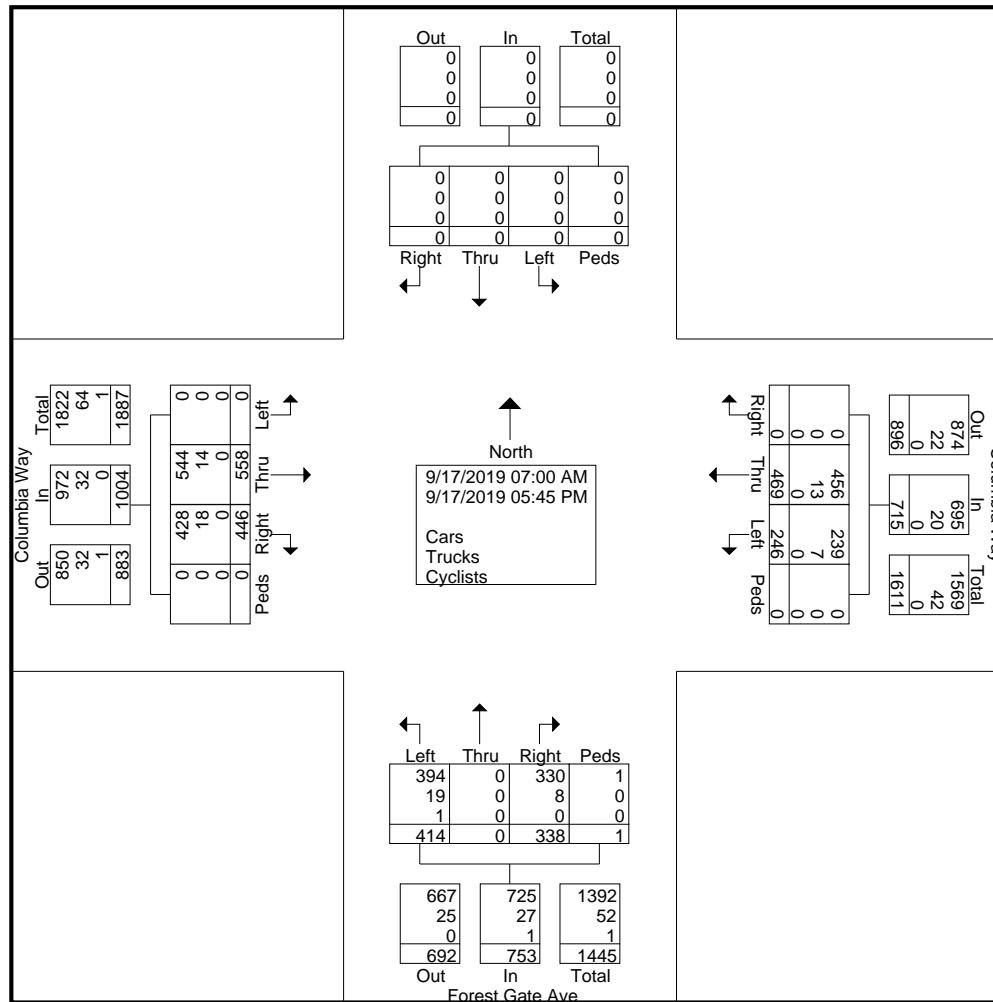 Out In Total
0 0 0
0 0 0
0 0 0
0 0 0
0 0 0 0
0 0 0 0
0 0 0 0
0 0 0 0
Right Thru Left Peds
Columbia Way
Total In Out
1822 972 850
64 32 32
1 0 1
1887 1004 883
0 544 428 0
0 14 18 0
0 0 0 0
0 558 446 0
Left Thru Right Peds
North
9/17/2019 07:00 AM
9/17/2019 05:45 PM
Cars
Trucks
Cyclists
Right Thru Left Peds
0 469 246 0
0 0 0 0
0 13 7 0
0 456 239 0
896 715 1611
0 0 0
22 20 42
874 695 1569
Out In Total
Left Thru Right Peds
394 0 330 1
19 0 8 0
1 0 0 0
414 0 338 1
667 725 1392
25 27 52
0 1 1
692 753 1445
Out In Total
Forest Gate Ave